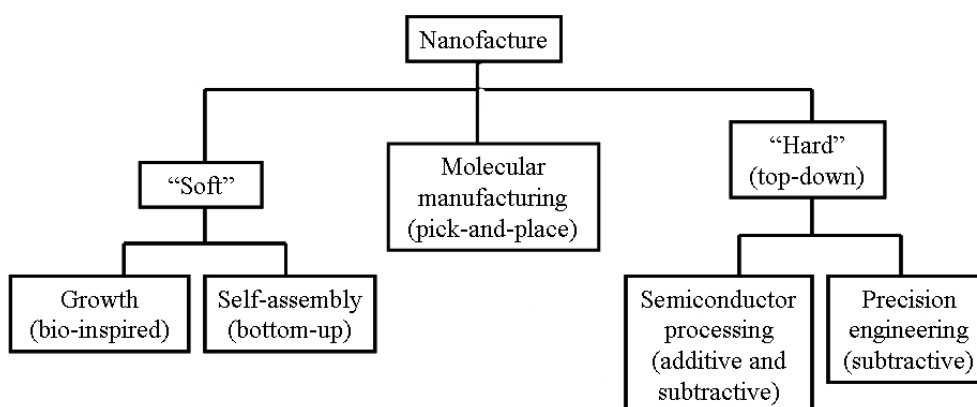 Nanofacture
“Soft”
Molecular
manufacturing
(pick-and-place)
“Hard”
(top-down)
Growth
(bio-inspired)
Self-assembly
(bottom-up)
Semiconductor
processing
(additive and
subtractive)
Precision
engineering
(subtractive)